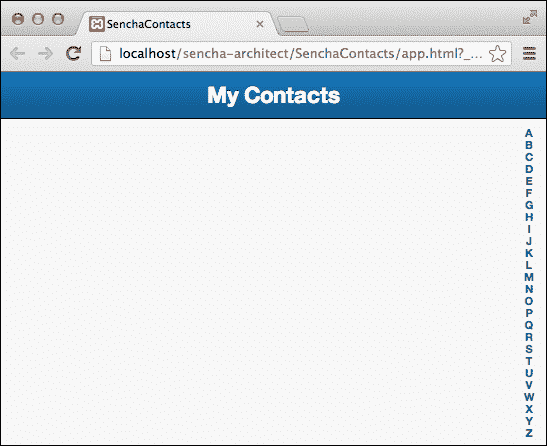 SenchaContacts
localhost/sencha-architect/SenchaContacts/app.html?_...
My Contacts
A
B
C
D
E
F
G
H
I
J
K
L
M
N
O
P
Q
R
S
T
U
V
W
X
Y
Z